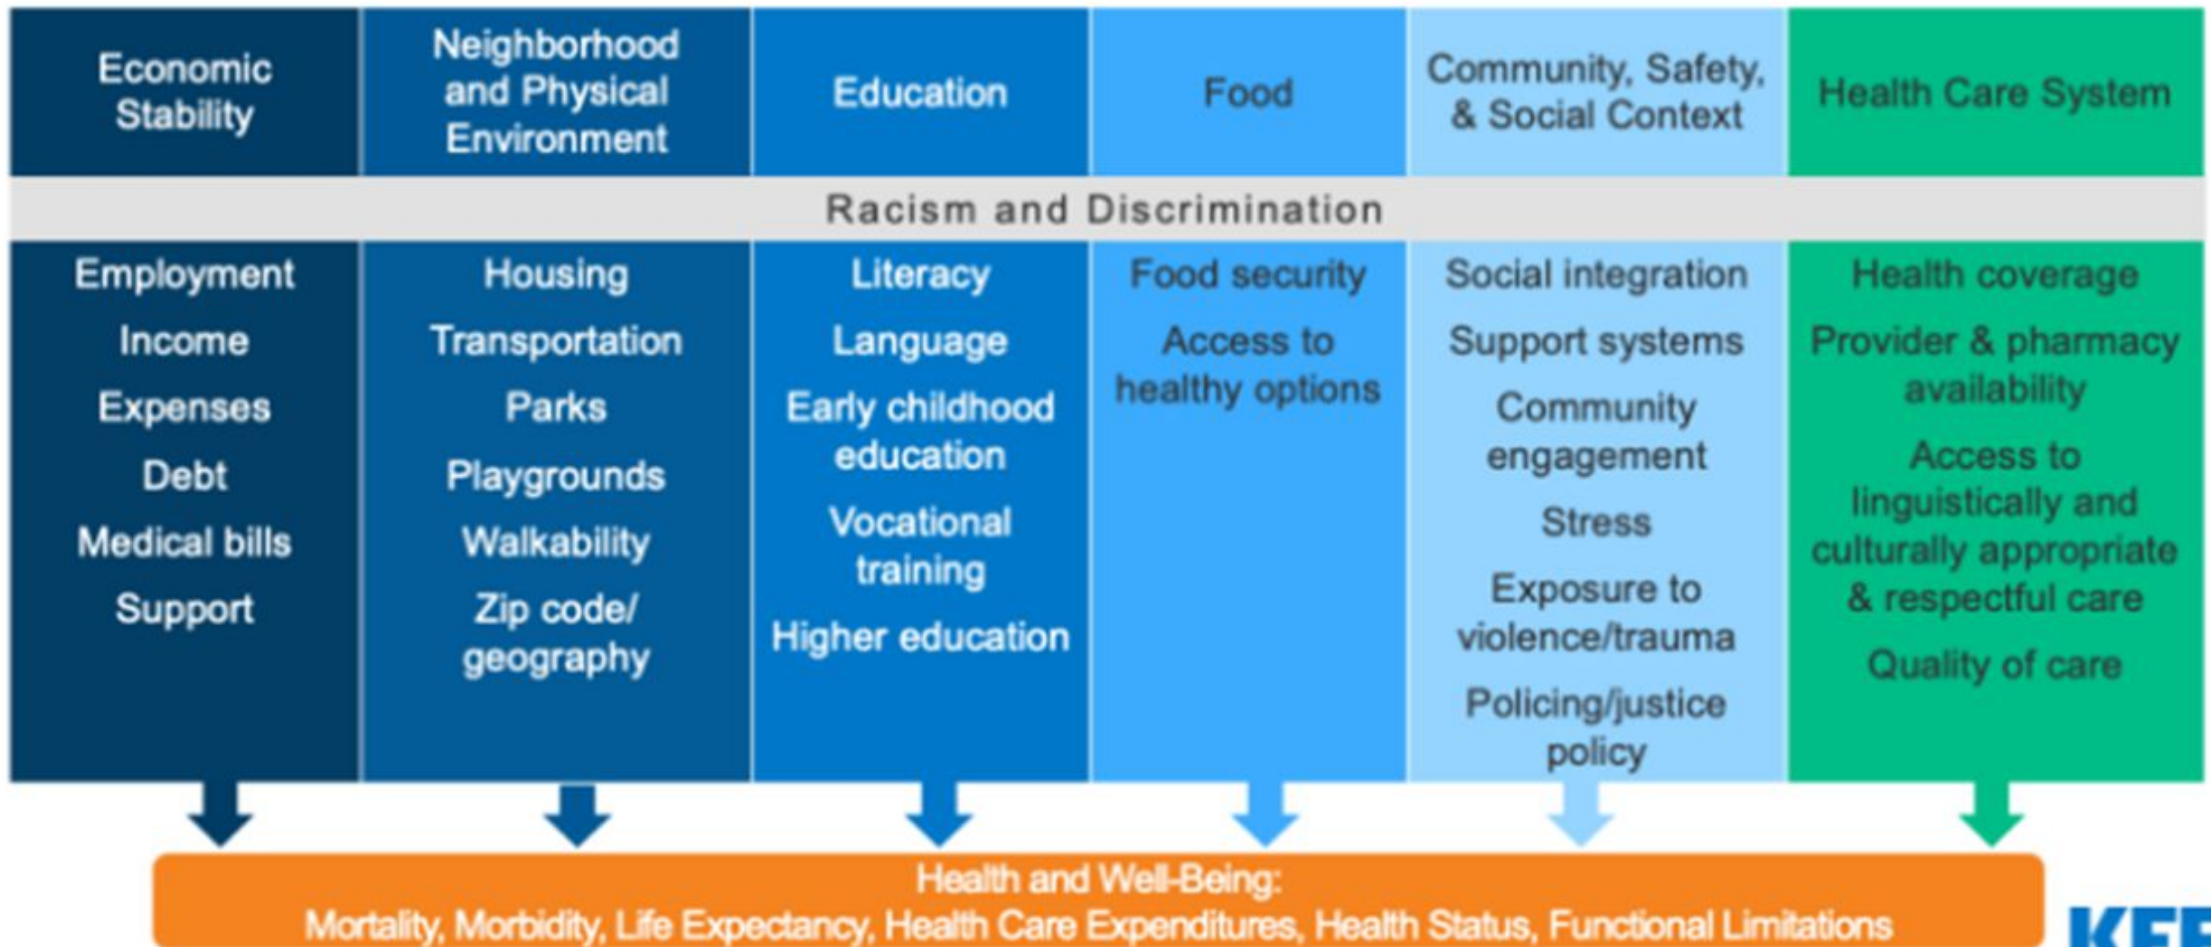 Economic
Stability
Neighborhood
and Physical
Environment
Education
Food
Community, Safety,
& Social Context
Health Care System
Racism and Discrimination
Employment
Income
Expenses
Debt
Medical bills
Support
Housing
Transportation
Parks
Playgrounds
Walkability
Zip code/
geography
Literacy
Language
Early childhood
education
Vocational
training
Higher education
Food security
Access to
healthy options
Social integration
Support systems
Community
engagement
Stress
Exposure to
violence/trauma
Policing/justice
policy
Health coverage
Provider & pharmacy
availability
Access to
linguistically and
culturally appropriate
& respectful care
Quality of care
Health and Well-Being:
Mortality, Morbidity, Life Expectancy, Health Care Expenditures, Health Status, Functional Limitations